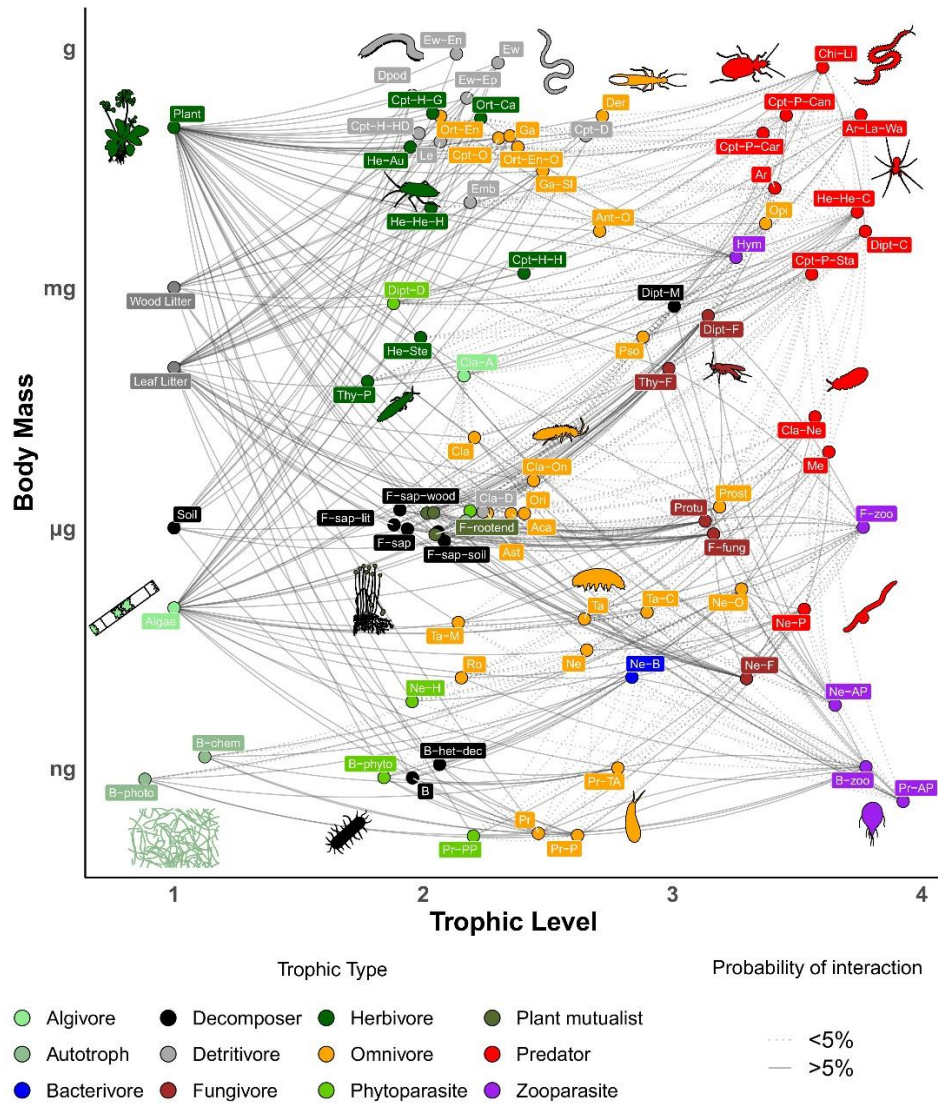 g
Ew-En
Ew
Chi-Li
Dpod
Ew-Ep
Plant
Cpt-H-G
Ort-Ca
Der
Cpt-P-Can
Cpt-H-HD
Ort-En
Ga
Cpt-D
Ar-La-Wa
He-Au
Le
Cpt-O
Ort-En-O
Cpt-P-Car
Ga-Sl
Ar
Emb
He-He-C
He-He-H
Ant-O
Opi
Hym
Dipt-C
Cpt-H-H
Cpt-P-Sta
mg
Wood Litter
Dipt-D
Dipt-M
Dipt-F
He-Ste
Pso
Cla-A
Leaf Litter
Thy-P
Thy-F
Body Mass
Cla-Ne
Cla
Me
Cla-On
F-sap-wood
Cla-D
Ori
Protu
Prost
Soil
F-sap-lit
F-rootend
Aca
F-zoo
µg
F-sap
F-sap-soil
Ast
F-fung
Algae
Ta
Ta-C
Ne-O
Ne-P
Ta-M
Ro
Ne
Ne-B
Ne-F
Ne-H
Ne-AP
B-chem
B-het-dec
ng
B-photo
B-phyto
B
Pr-TA
B-zoo
Pr-AP
Pr
Pr-PP
Pr-P
1 2 3 4
Trophic Level
Trophic Type
Probability of interaction
Algivore Decomposer Herbivore Plant mutualist
<5%
Autotroph Detritivore Omnivore Predator
>5%
Bacterivore Fungivore Phytoparasite Zooparasite